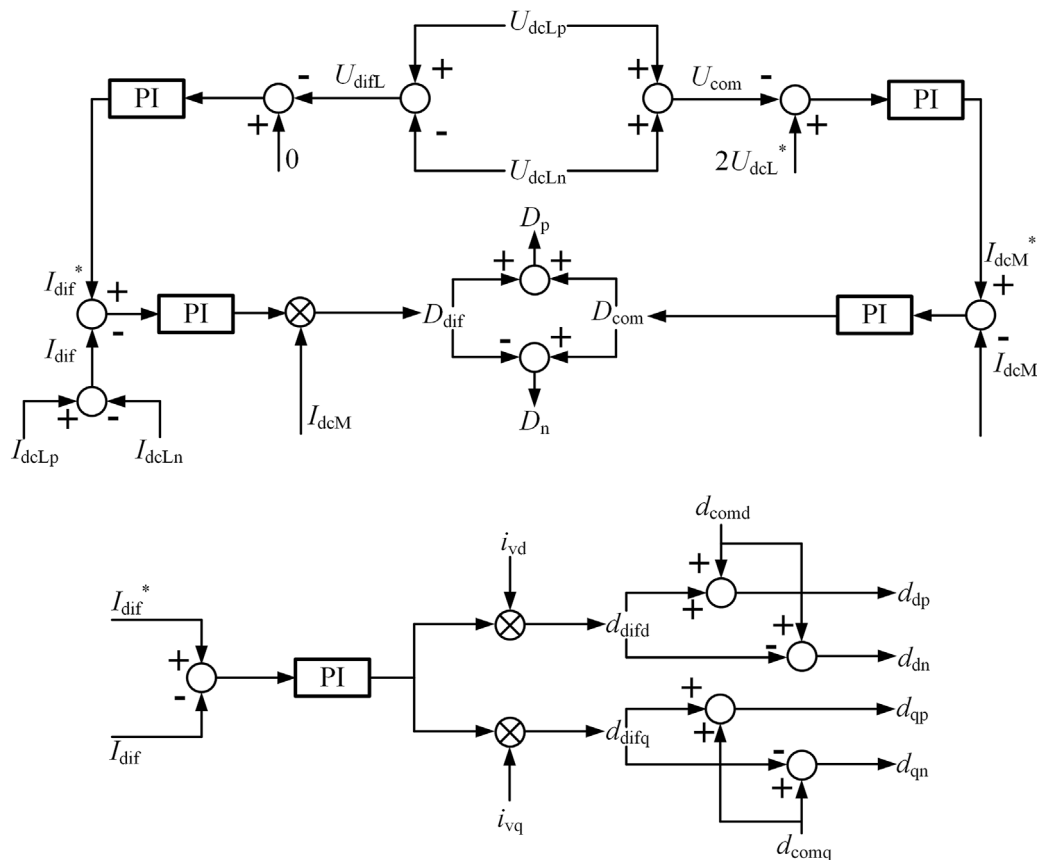 U_dcLp
+
+
-
U_difL
U_com
-
PI
PI
+
-
+
+
0
U_dcLn
2U_dcL*
D_p
I_dif*
+
+
+
I_dcM*
+
PI
D_dif
D_com
PI
-
I_dif
-
+
-
I_dcM
+
-
I_dcM
D_n
I_dcLp
I_dcLn
d_comd
i_vd
+
I_dif*
+
d_dp
d_difd
+
+
-
d_dn
PI
-
+
d_qp
d_difq
+
-
I_dif
+
d_qn
i_vq
d_comq